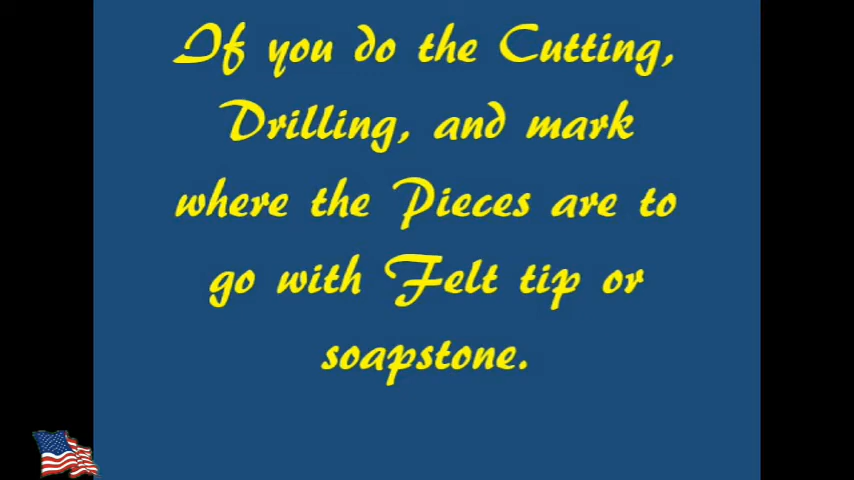 If you do the Cutting,
Drilling, and mark
where the Pieces are to
go with Felt tip or
soapstone.